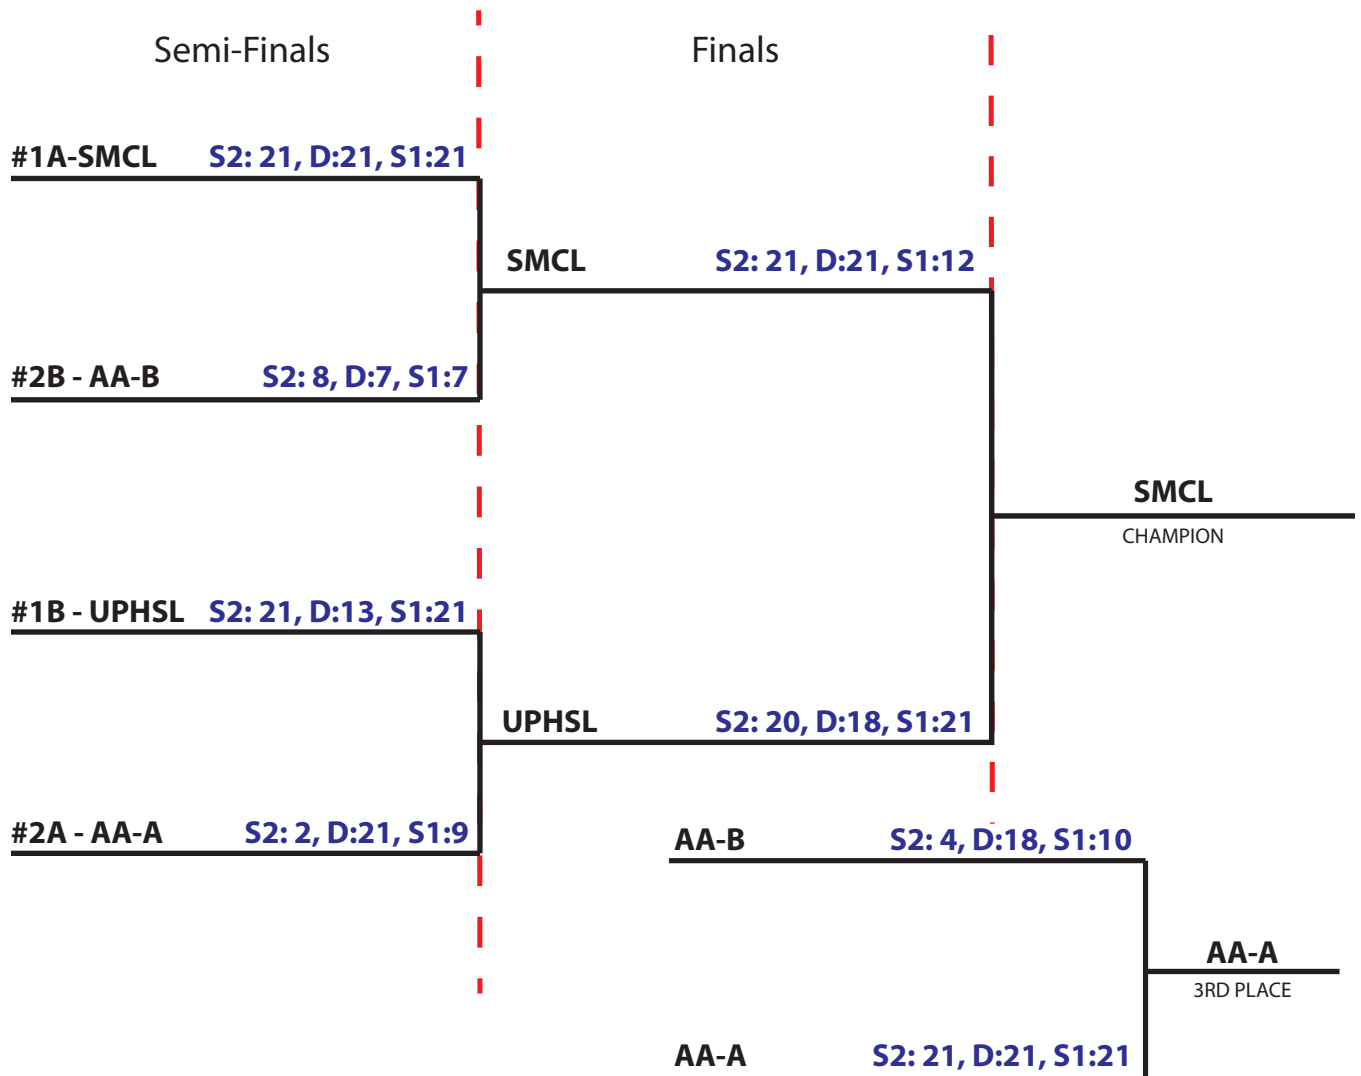 Semi-Finals
Finals
#1A-SMCL S2: 21, D:21, S1:21
SMCL S2: 21, D:21, S1:12
#2B - AA-B S2: 8, D:7, S1:7
SMCL
CHAMPION
#1B - UPHSL S2: 21, D:13, S1:21
UPHSL S2: 20, D:18, S1:21
#2A - AA-A S2: 2, D:21, S1:9
AA-B S2: 4, D:18, S1:10
AA-A
3RD PLACE
AA-A S2: 21, D:21, S1:21